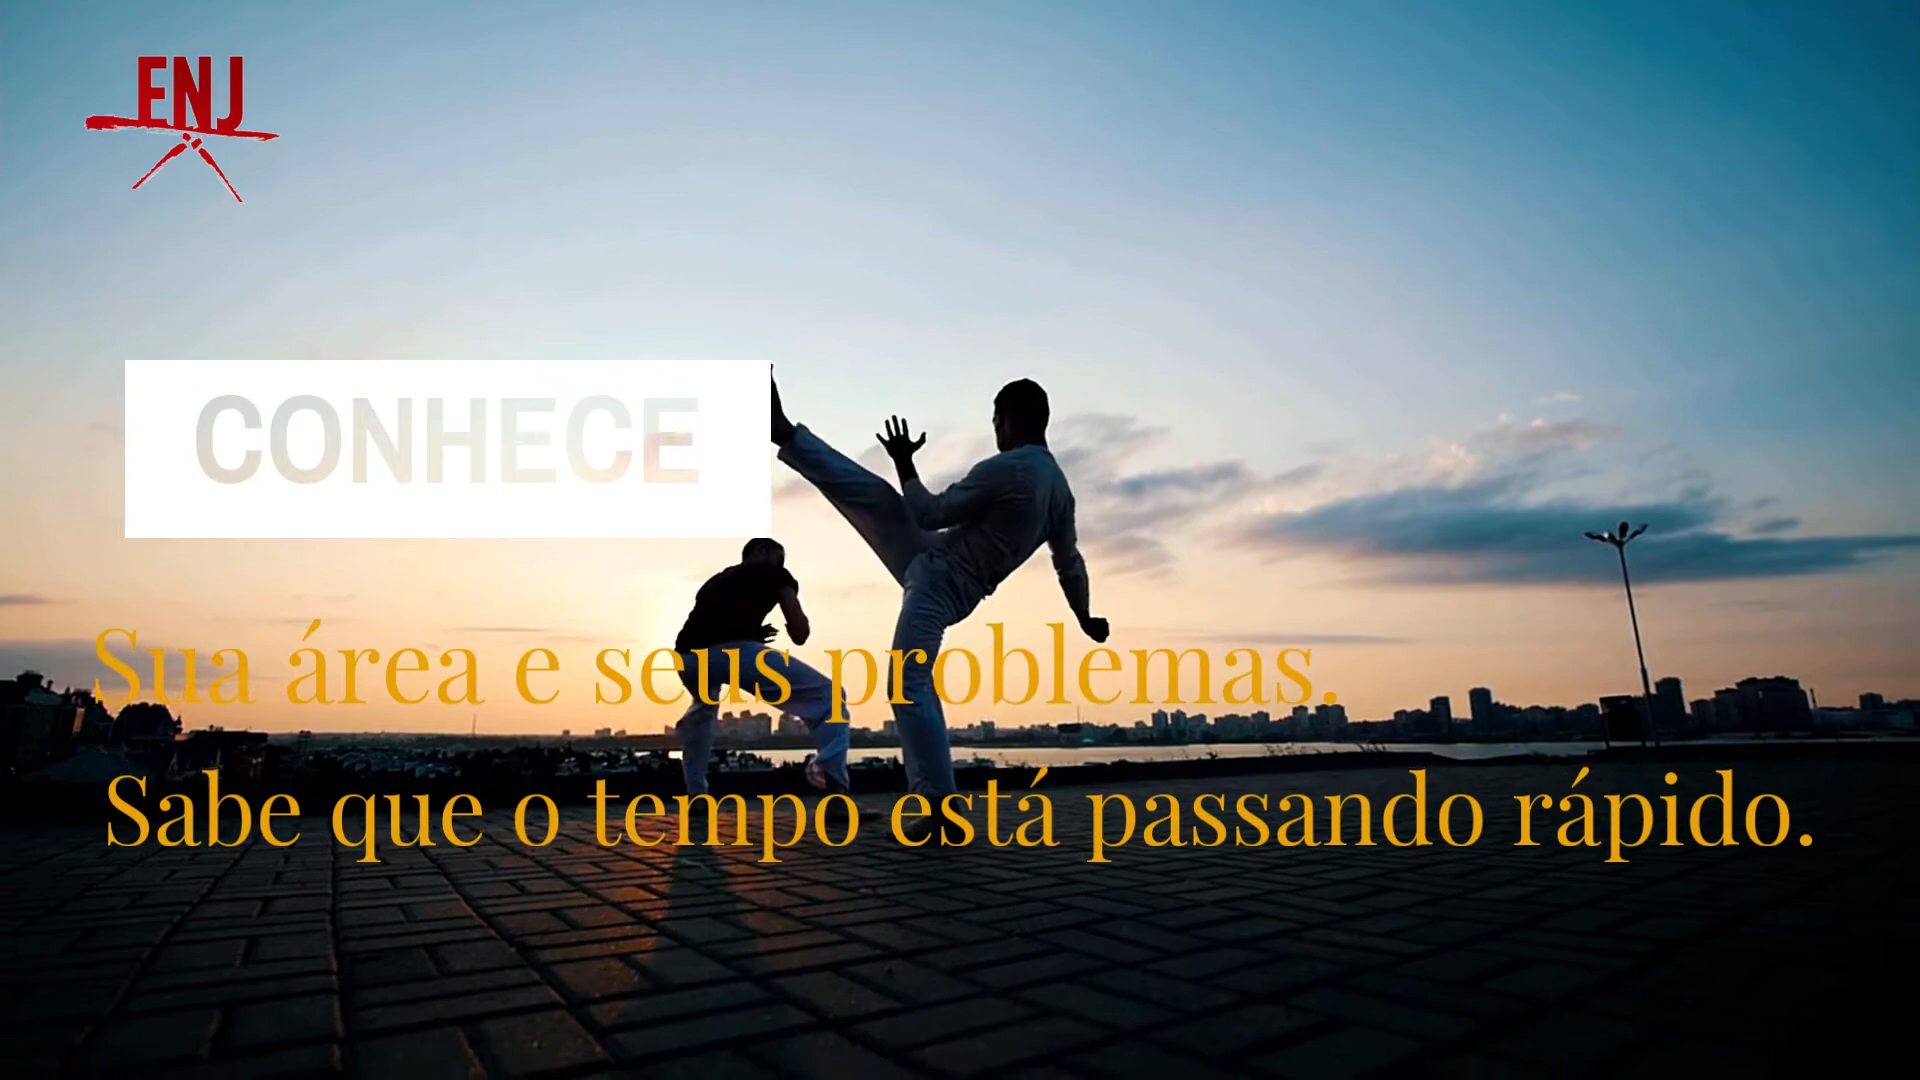 ENJ
CONHECE
Sua área e seus problemas.
Sabe que o tempo está passando rápido.